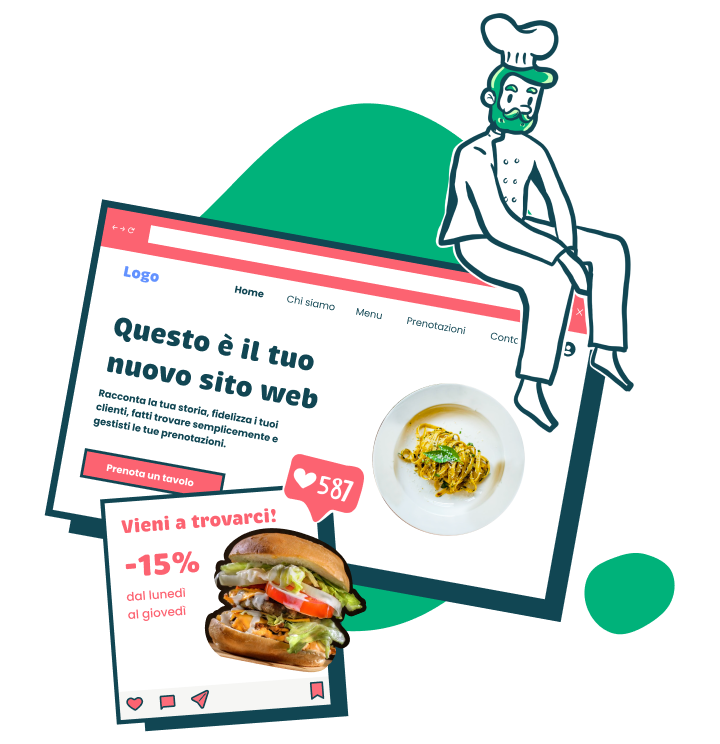 Logo
Home
Chi siamo
Menu
Prenotazioni
Questo è il tuo
nuovo sito web
Racconta la tua storia, fidelizza i tuoi
clienti, fatti trovare semplicemente e
gestisti le tue prenotazioni.
Prenota un tavolo
587
Vieni a trovarci!
-15%
dal lunedì
al giovedì